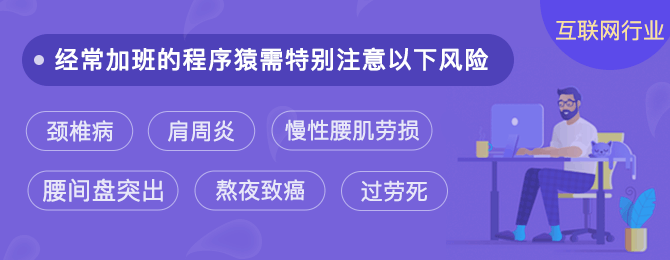 互联网行业
经常加班的程序猿需特别注意以下风险
颈椎病 肩周炎 慢性腰肌劳损
腰间盘突出 熬夜致癌 过劳死